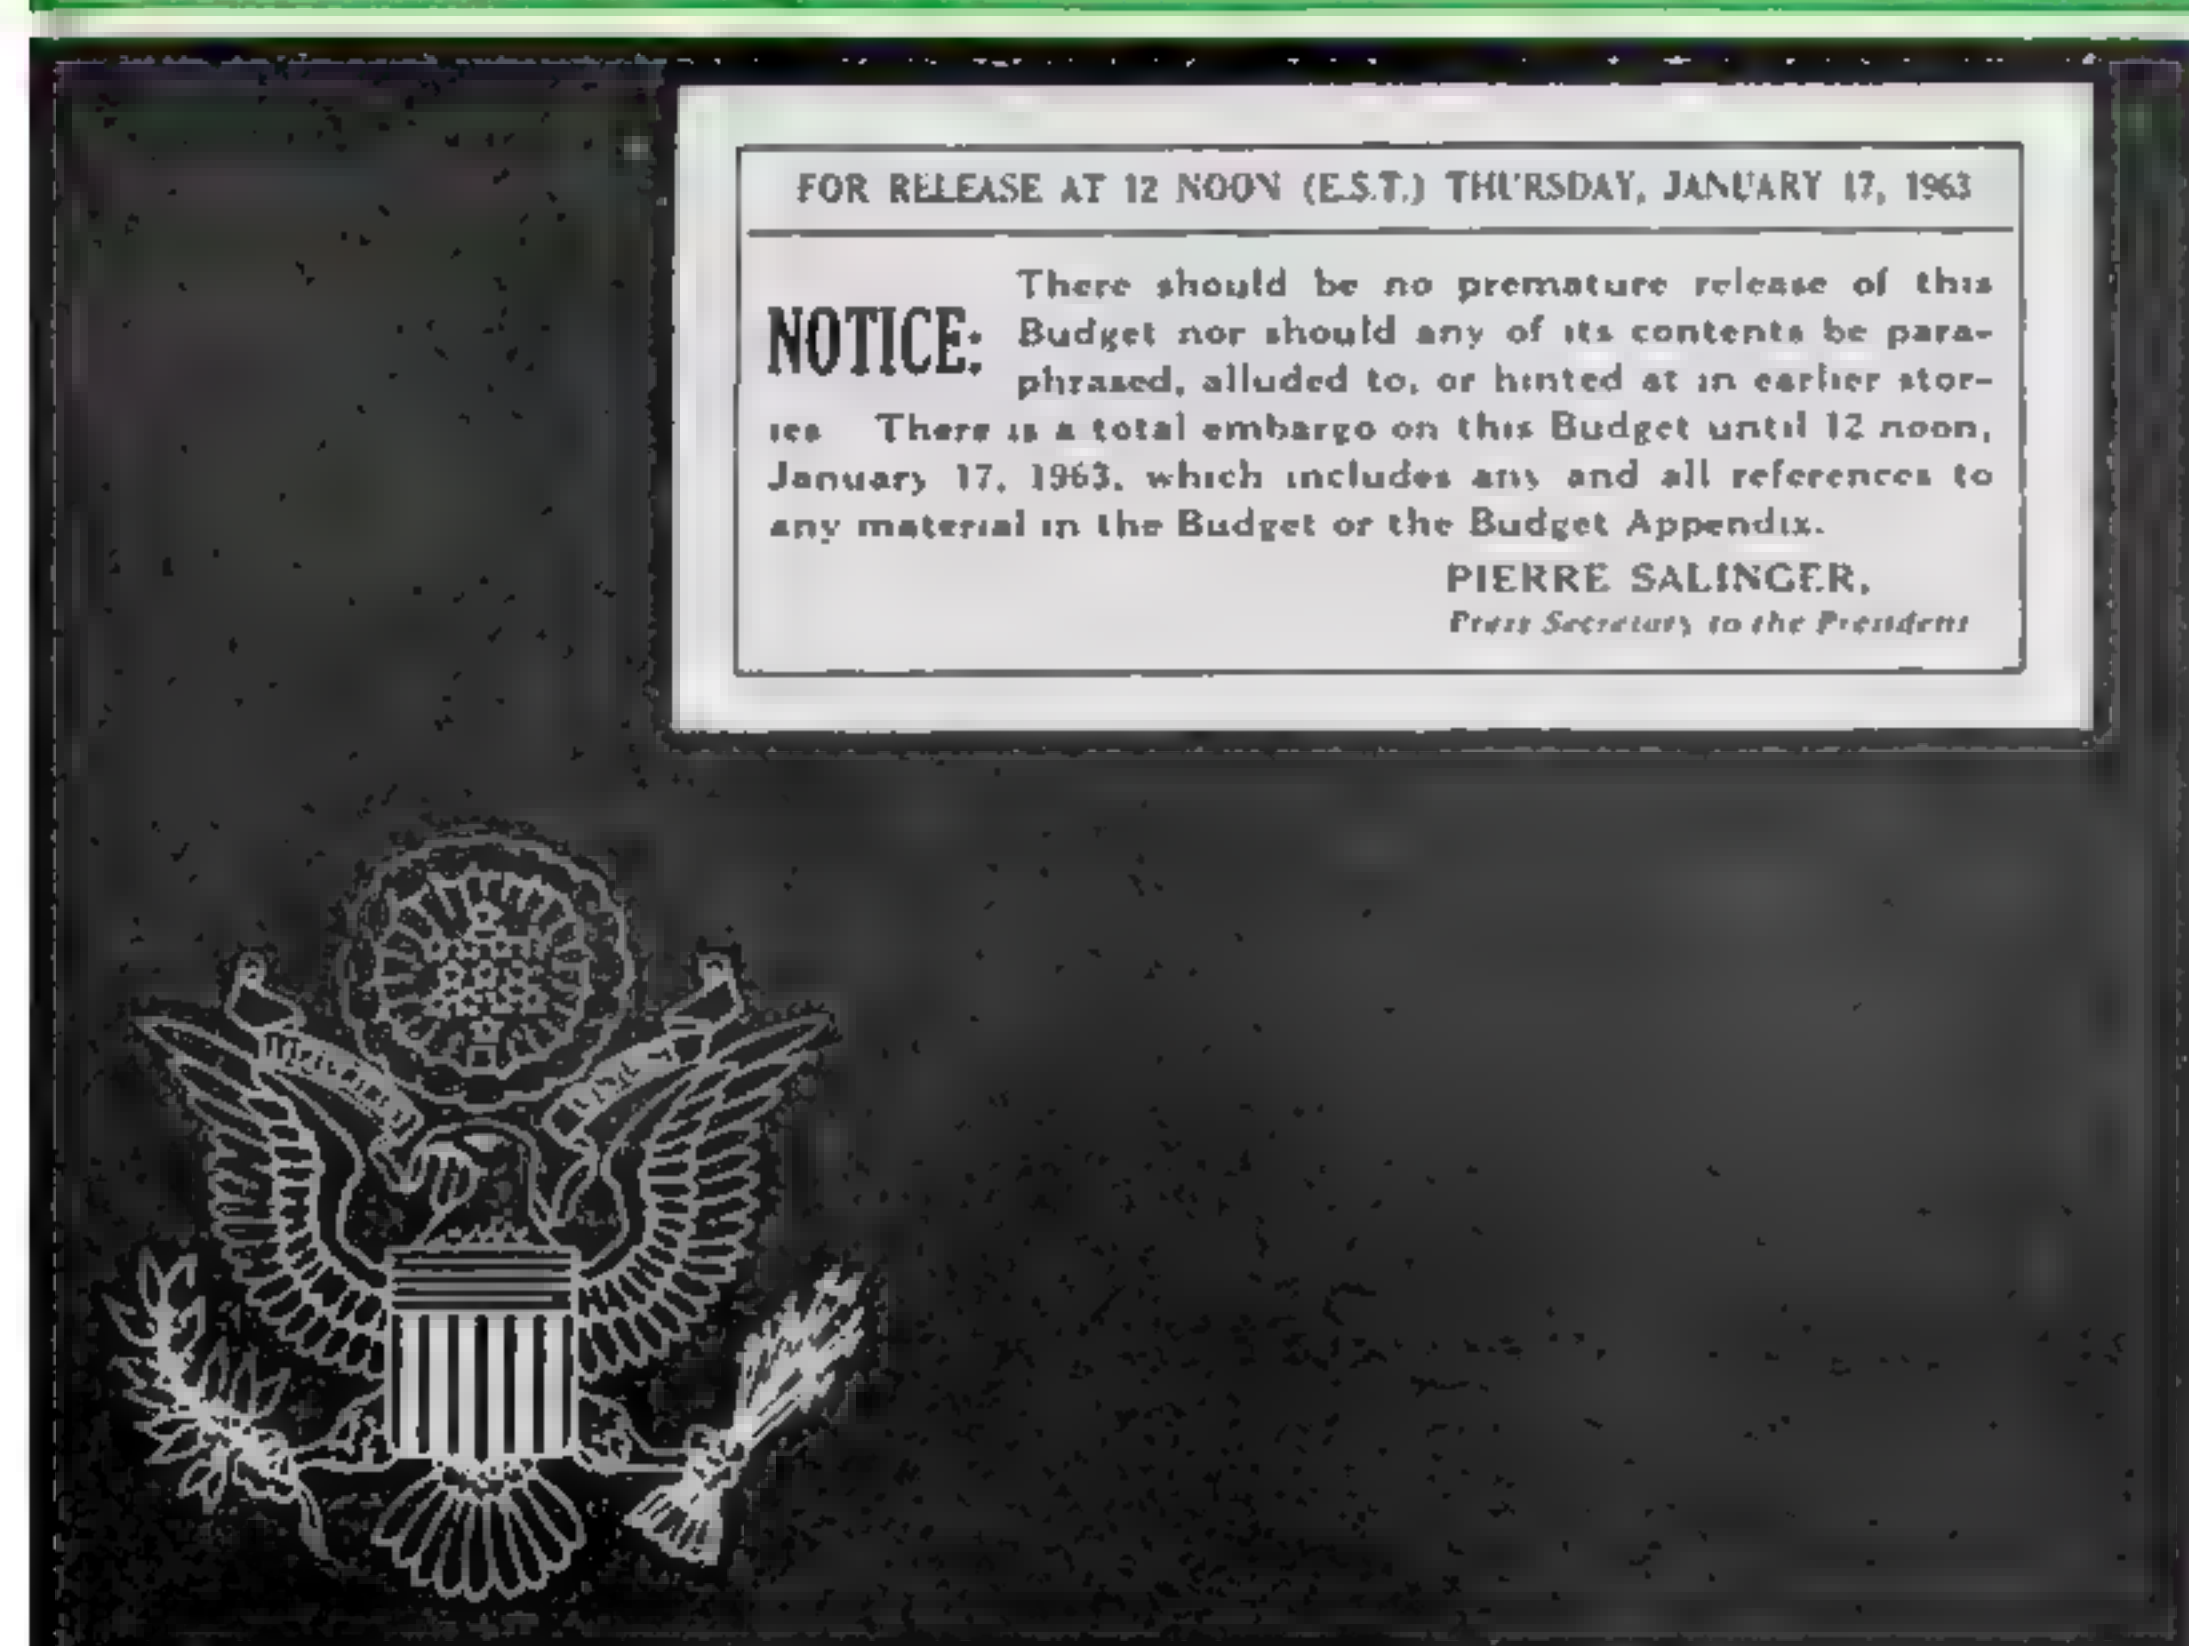 FOR RELEASE AT 12 NOON (E.S.T.) THURSDAY, JANUARY 17, 1963
There should be no premature release of this
NOTICE: Budget nor should any of its contents be para-
phrased, alluded to, or hinted at in earlier stor-
ies There is a total embargo on this Budget until 12 noon,
January 17, 1963, which includes any and all references to
any material in the Budget or the Budget Appendix.
PIERRE SALINGER,
Press Secretary to the President